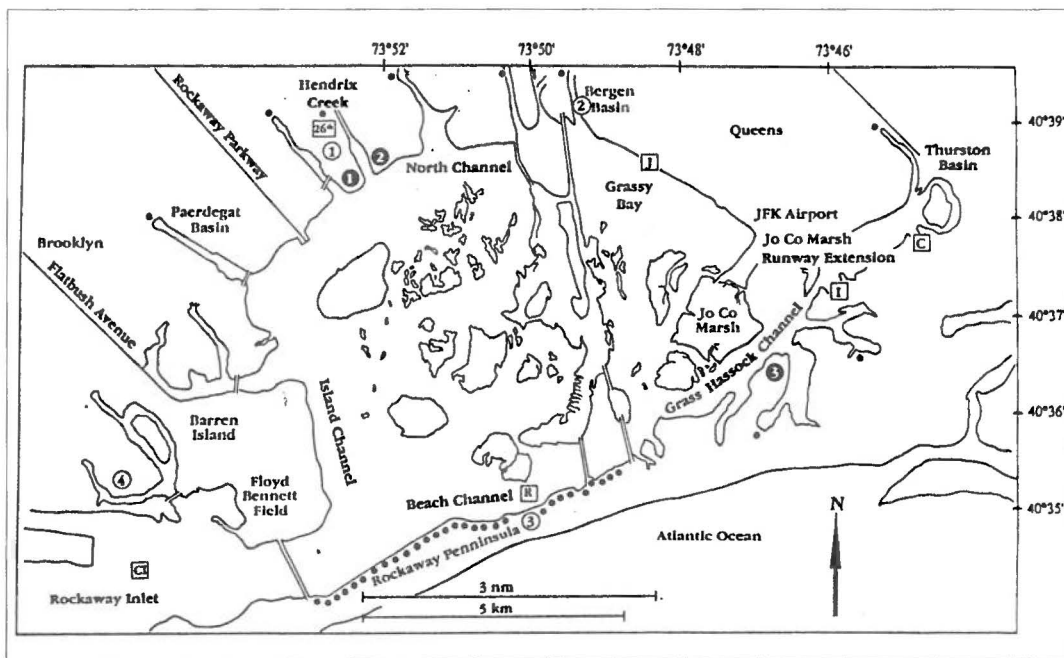 73°52' 73°50' 73°48' 73°46'
Rockaway Parkway
Hendrix
Creek
26th
1
2
1
Bergen
Basin
2
Queens
40°39'
Thurston
Basin
North Channel
J
Grassy
Bay
Paerdegat
Basin
JFK Airport
40°38'
Jo Co Marsh
Runway Extension
C
Brooklyn
Flatbush Avenue
I
Jo Co
Marsh
40°37'
Grass Hassock Channel
3
Island Channel
Barren
Island
40°36'
4
Floyd
Bennett
Field
Beach Channel
R
3
Rockaway Penninsula
40°35'
N
Atlantic Ocean
CI
Rockaway Inlet
3 nm
5 km